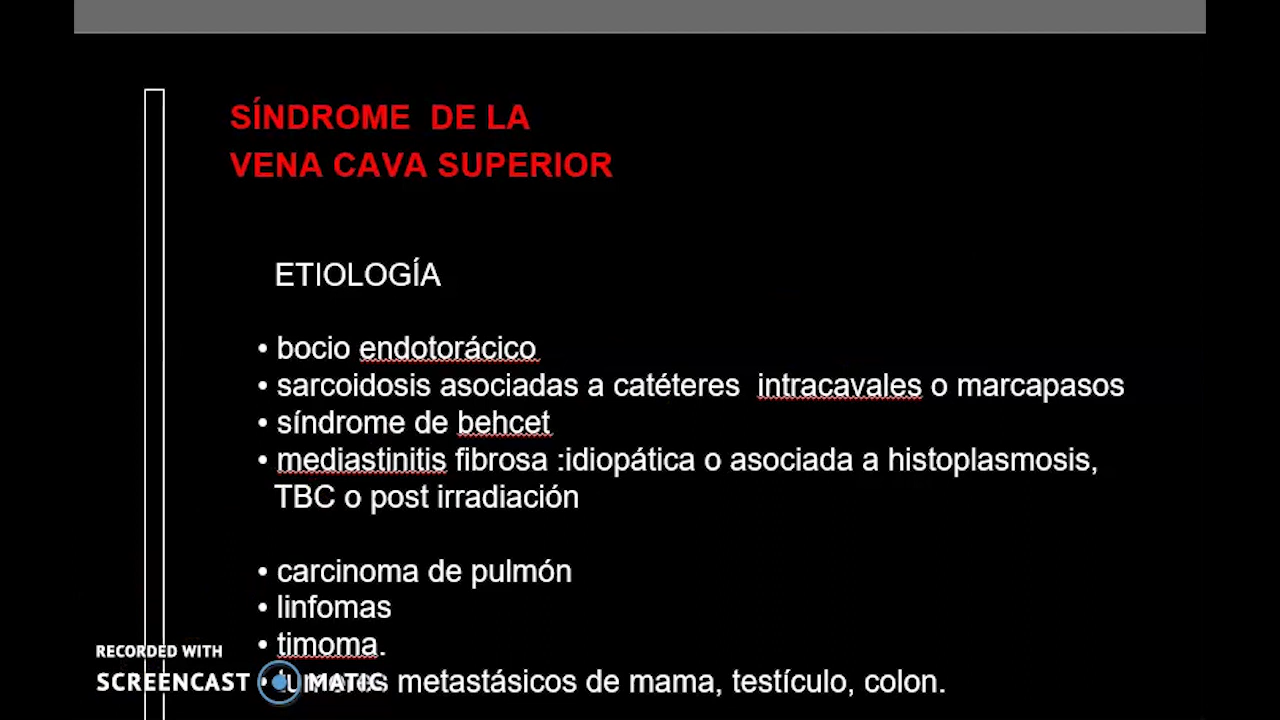 SÍNDROME DE LA
VENA CAVA SUPERIOR
ETIOLOGÍA
• bocio endotorácico
• sarcoidosis asociadas a catéteres intracavales o marcapasos
• síndrome de behcet
• mediastinitis fibrosa :idiopática o asociada a histoplasmosis,
TBC o post irradiación
• carcinoma de pulmón
• linfomas
• timoma.
• metastásicos de mama, testículo, colon.
RECORDED WITH
SCREENCAST MATIC